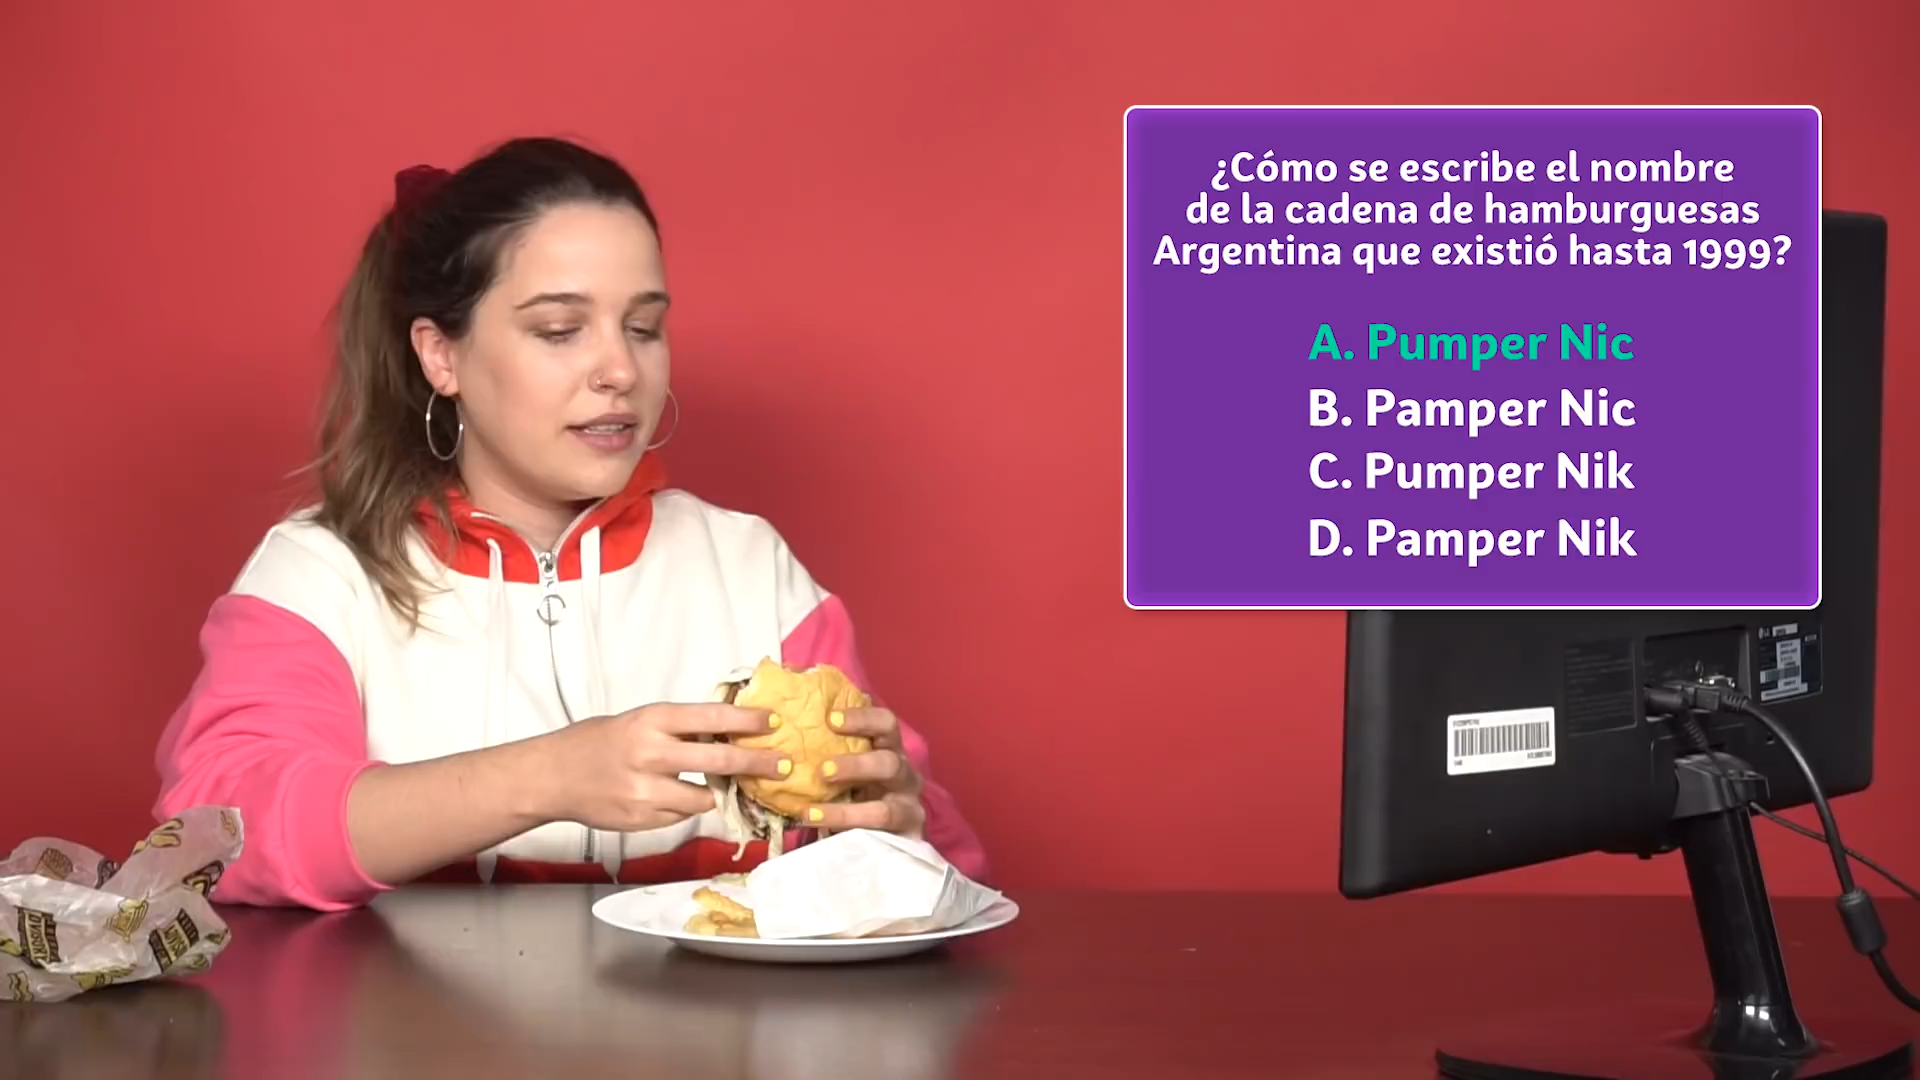 ¿Cómo se escribe el nombre
de la cadena de hamburguesas
Argentina que existió hasta 1999?
A. Pumper Nic
B. Pamper Nic
C. Pumper Nik
D. Pamper Nik